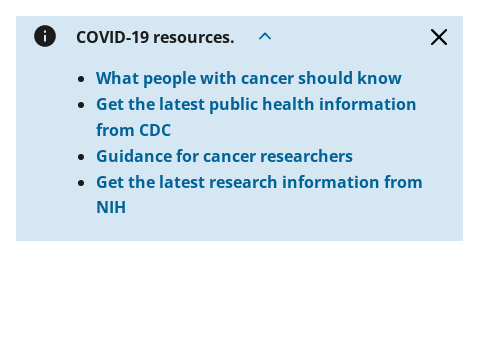 COVID-19 resources.
What people with cancer should know
Get the latest public health information
from CDC
Guidance for cancer researchers
Get the latest research information from
NIH